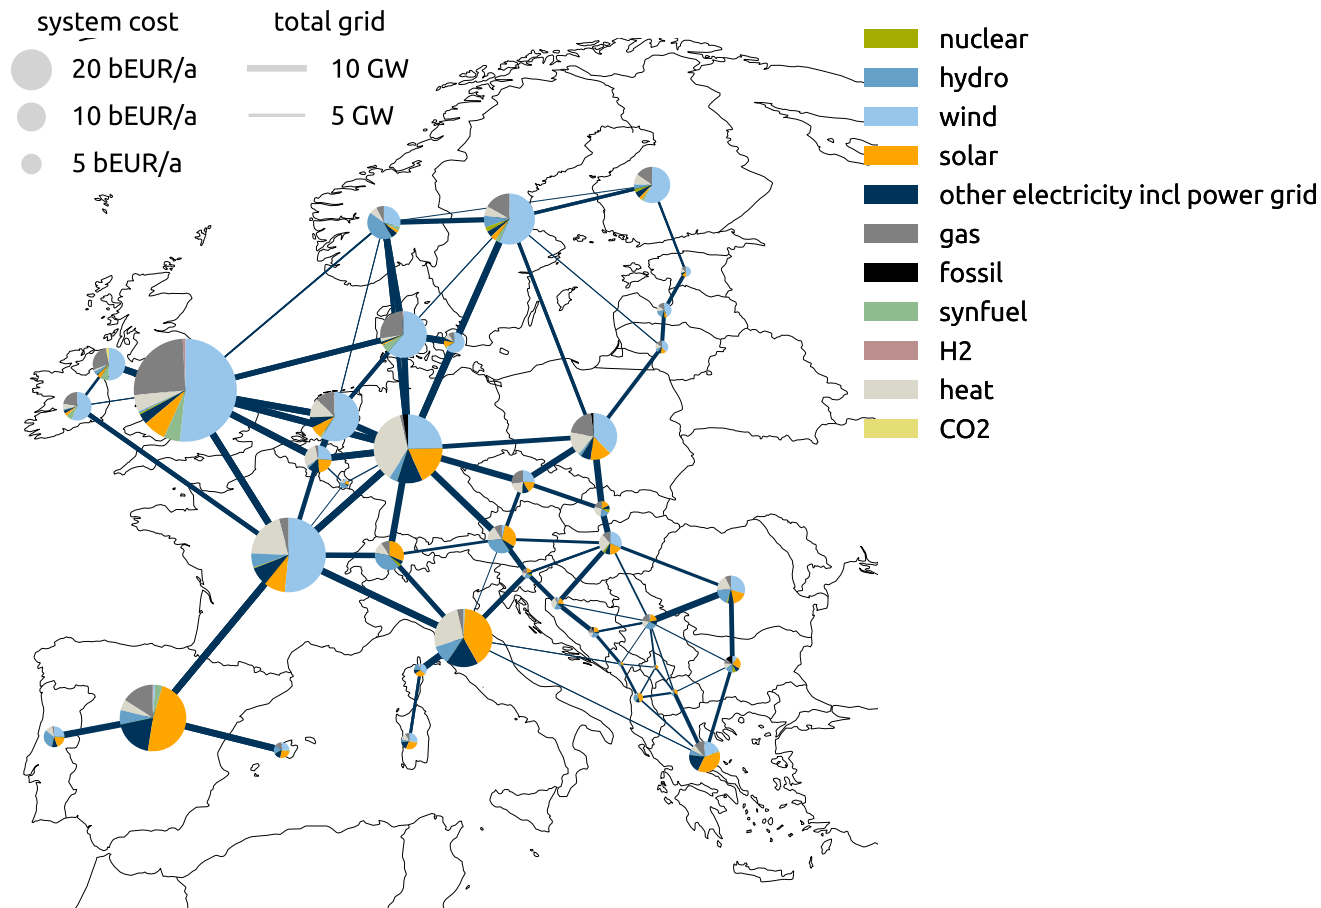 system cost
20 bEUR/a
10 bEUR/a
5 bEUR/a
total grid
10 GW
5 GW
nuclear
hydro
wind
solar
other electricity incl power grid
gas
fossil
synfuel
H2
heat
CO2